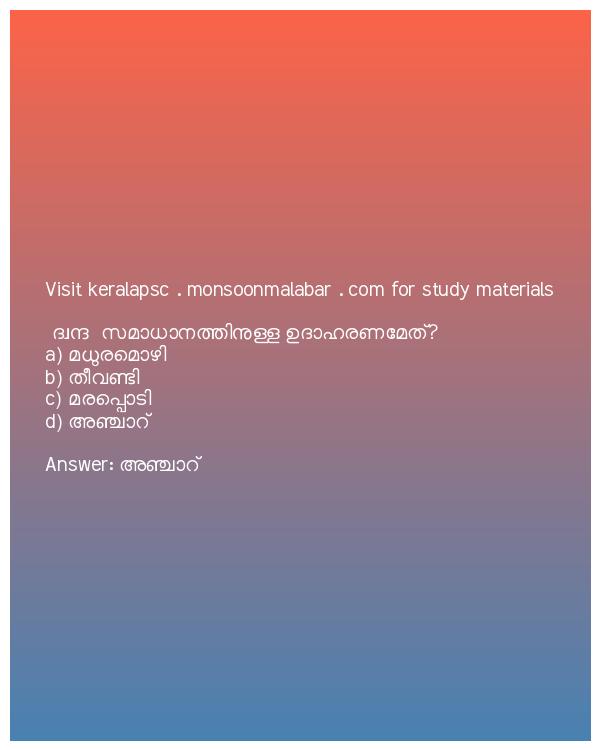 Visit keralapsc . monsoonmalabar . com for study materials
ദ്വന്ദ സമാധാനത്തിനുള്ള ഉദാഹരണമേത്?
a) മധുരമൊഴി
b) തീവണ്ടി
c) മരപ്പൊടി
d) അഞ്ചാറ്
Answer: അഞ്ചാറ്